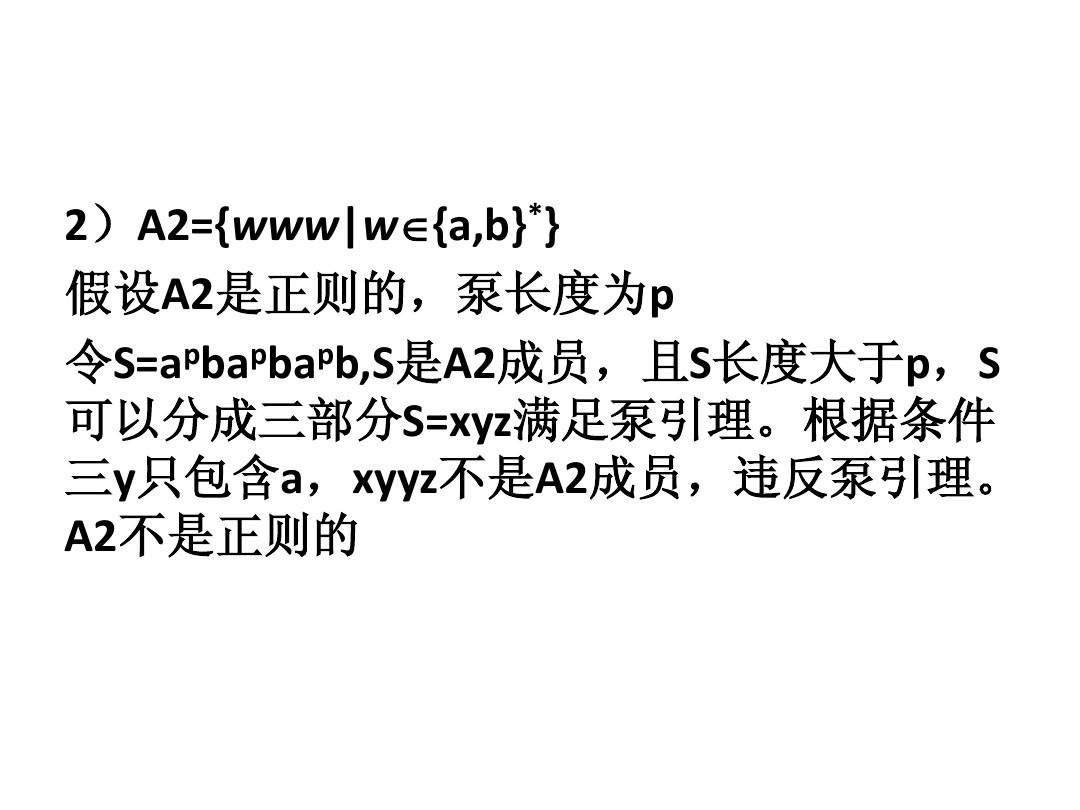 2）A2={www|w∈{a,b}*}
假设A2是正则的，泵长度为p
令S=aᵖbaᵖbaᵖb,S是A2成员，且S长度大于p，S
可以分成三部分S=xyz满足泵引理。根据条件
三y只包含a，xyyz不是A2成员，违反泵引理。
A2不是正则的